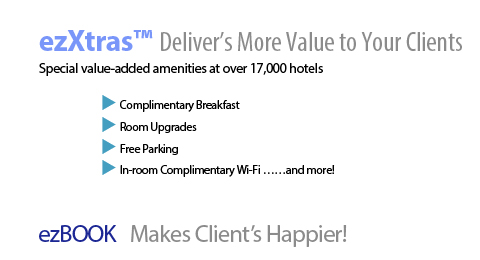 ezXtras™ Deliver's More Value to Your Clients
Special value-added amenities at over 17,000 hotels
Complimentary Breakfast
Room Upgrades
Free Parking
In-room Complimentary Wi-Fi ……and more!
ezBOOK Makes Client's Happier!